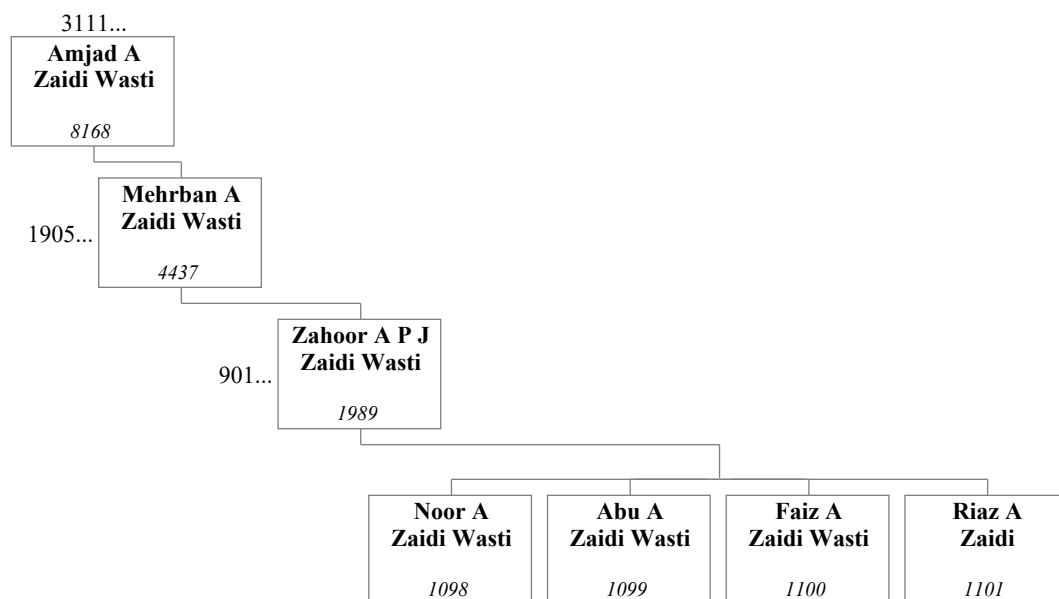 3111...
Amjad A
Zaidi Wasti
8168
Mehrban A
Zaidi Wasti
1905...
4437
Zahoor A P J
Zaidi Wasti
901...
1989
Noor A
Zaidi Wasti
1098
Abu A
Zaidi Wasti
1099
Faiz A
Zaidi Wasti
1100
Riaz A
Zaidi
1101